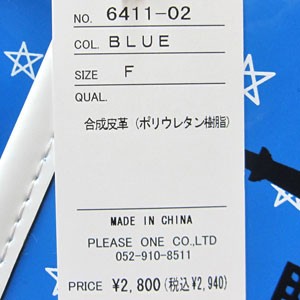 NO. 6411-02
COL. BLUE
SIZE F
QUAL.
合成皮革（ポリウレタン樹脂）
MADE IN CHINA
PLEASE ONE CO.,LTD
052-910-8511
PRICE ¥2,800(税込¥2,940)